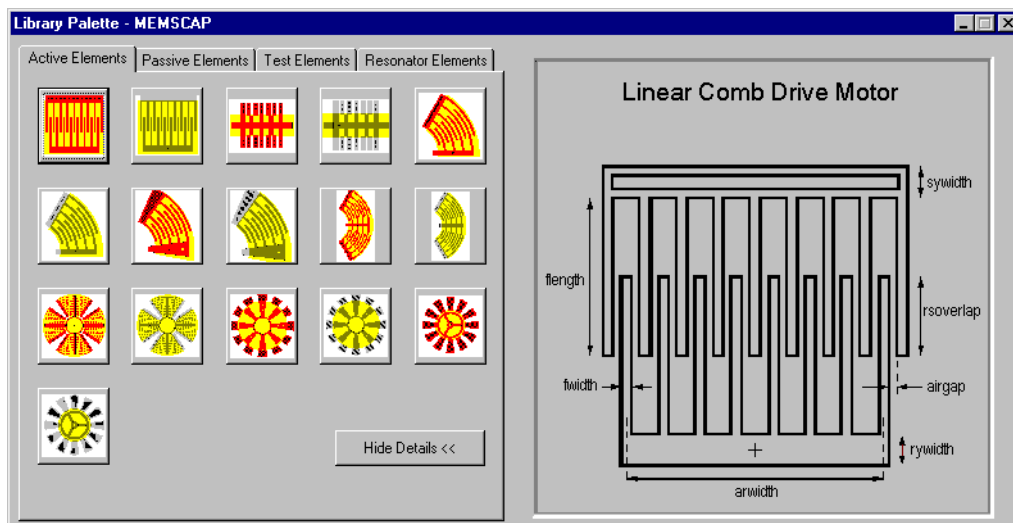 Library Palette - MEMSCAP
Active Elements
Passive Elements
Test Elements
Resonator Elements
Hide Details <<
Linear Comb Drive Motor
sywidth
flength
rsoverlap
fwidth
airgap
rywidth
arwidth